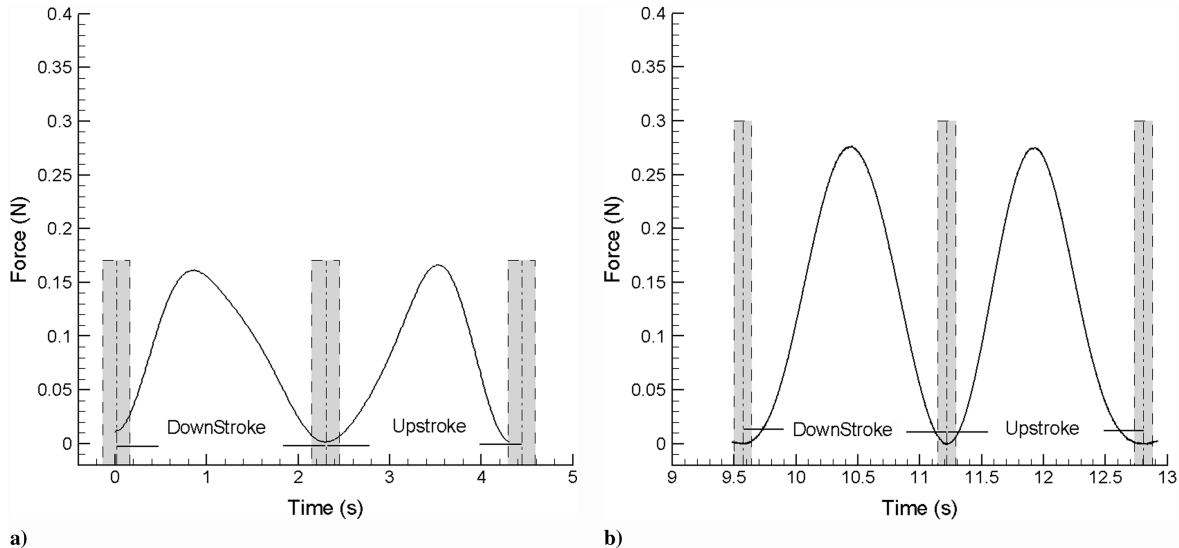 0.4
0.35
0.3
0.25
0.2
0.15
0.1
0.05
0
Force (N)
DownStroke
Upstroke
0 1 2 3 4 5
Time (s)
a)
0.4
0.35
0.3
0.25
0.2
0.15
0.1
0.05
0
Force (N)
DownStroke
Upstroke
9 9.5 10 10.5 11 11.5 12 12.5 13
Time (s)
b)